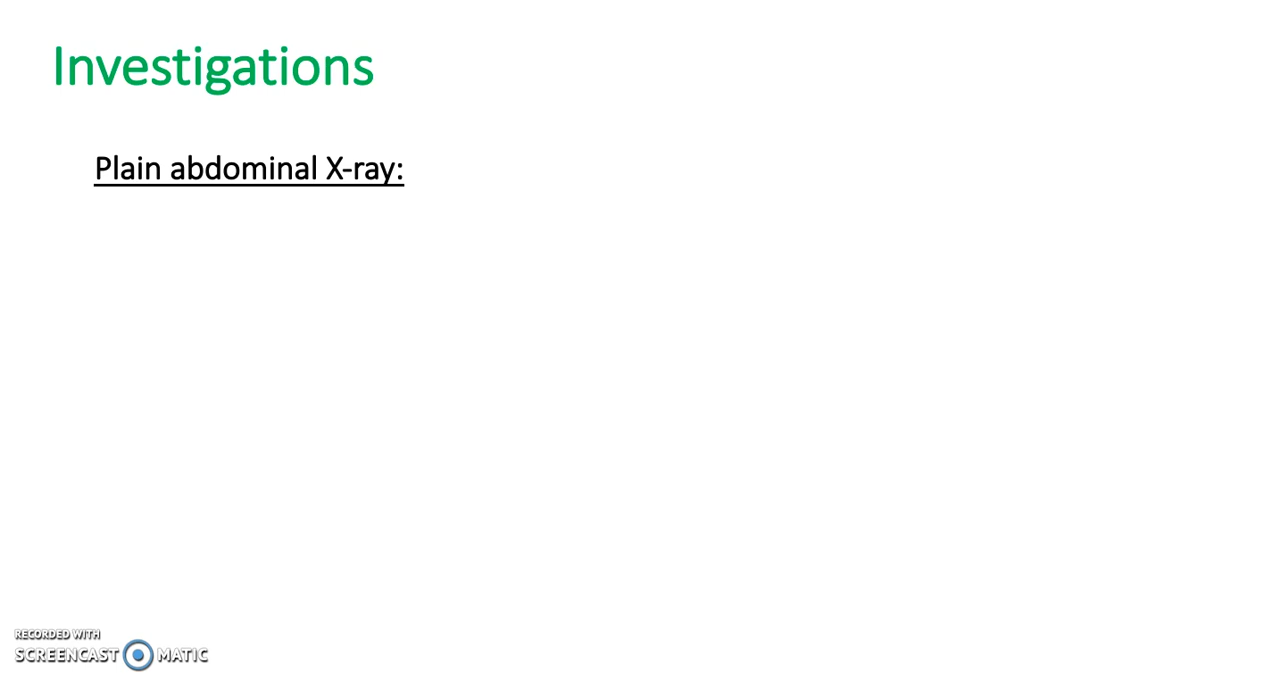 Investigations
Plain abdominal X-ray:
RECORDED WITH
SCREENCAST MATIC